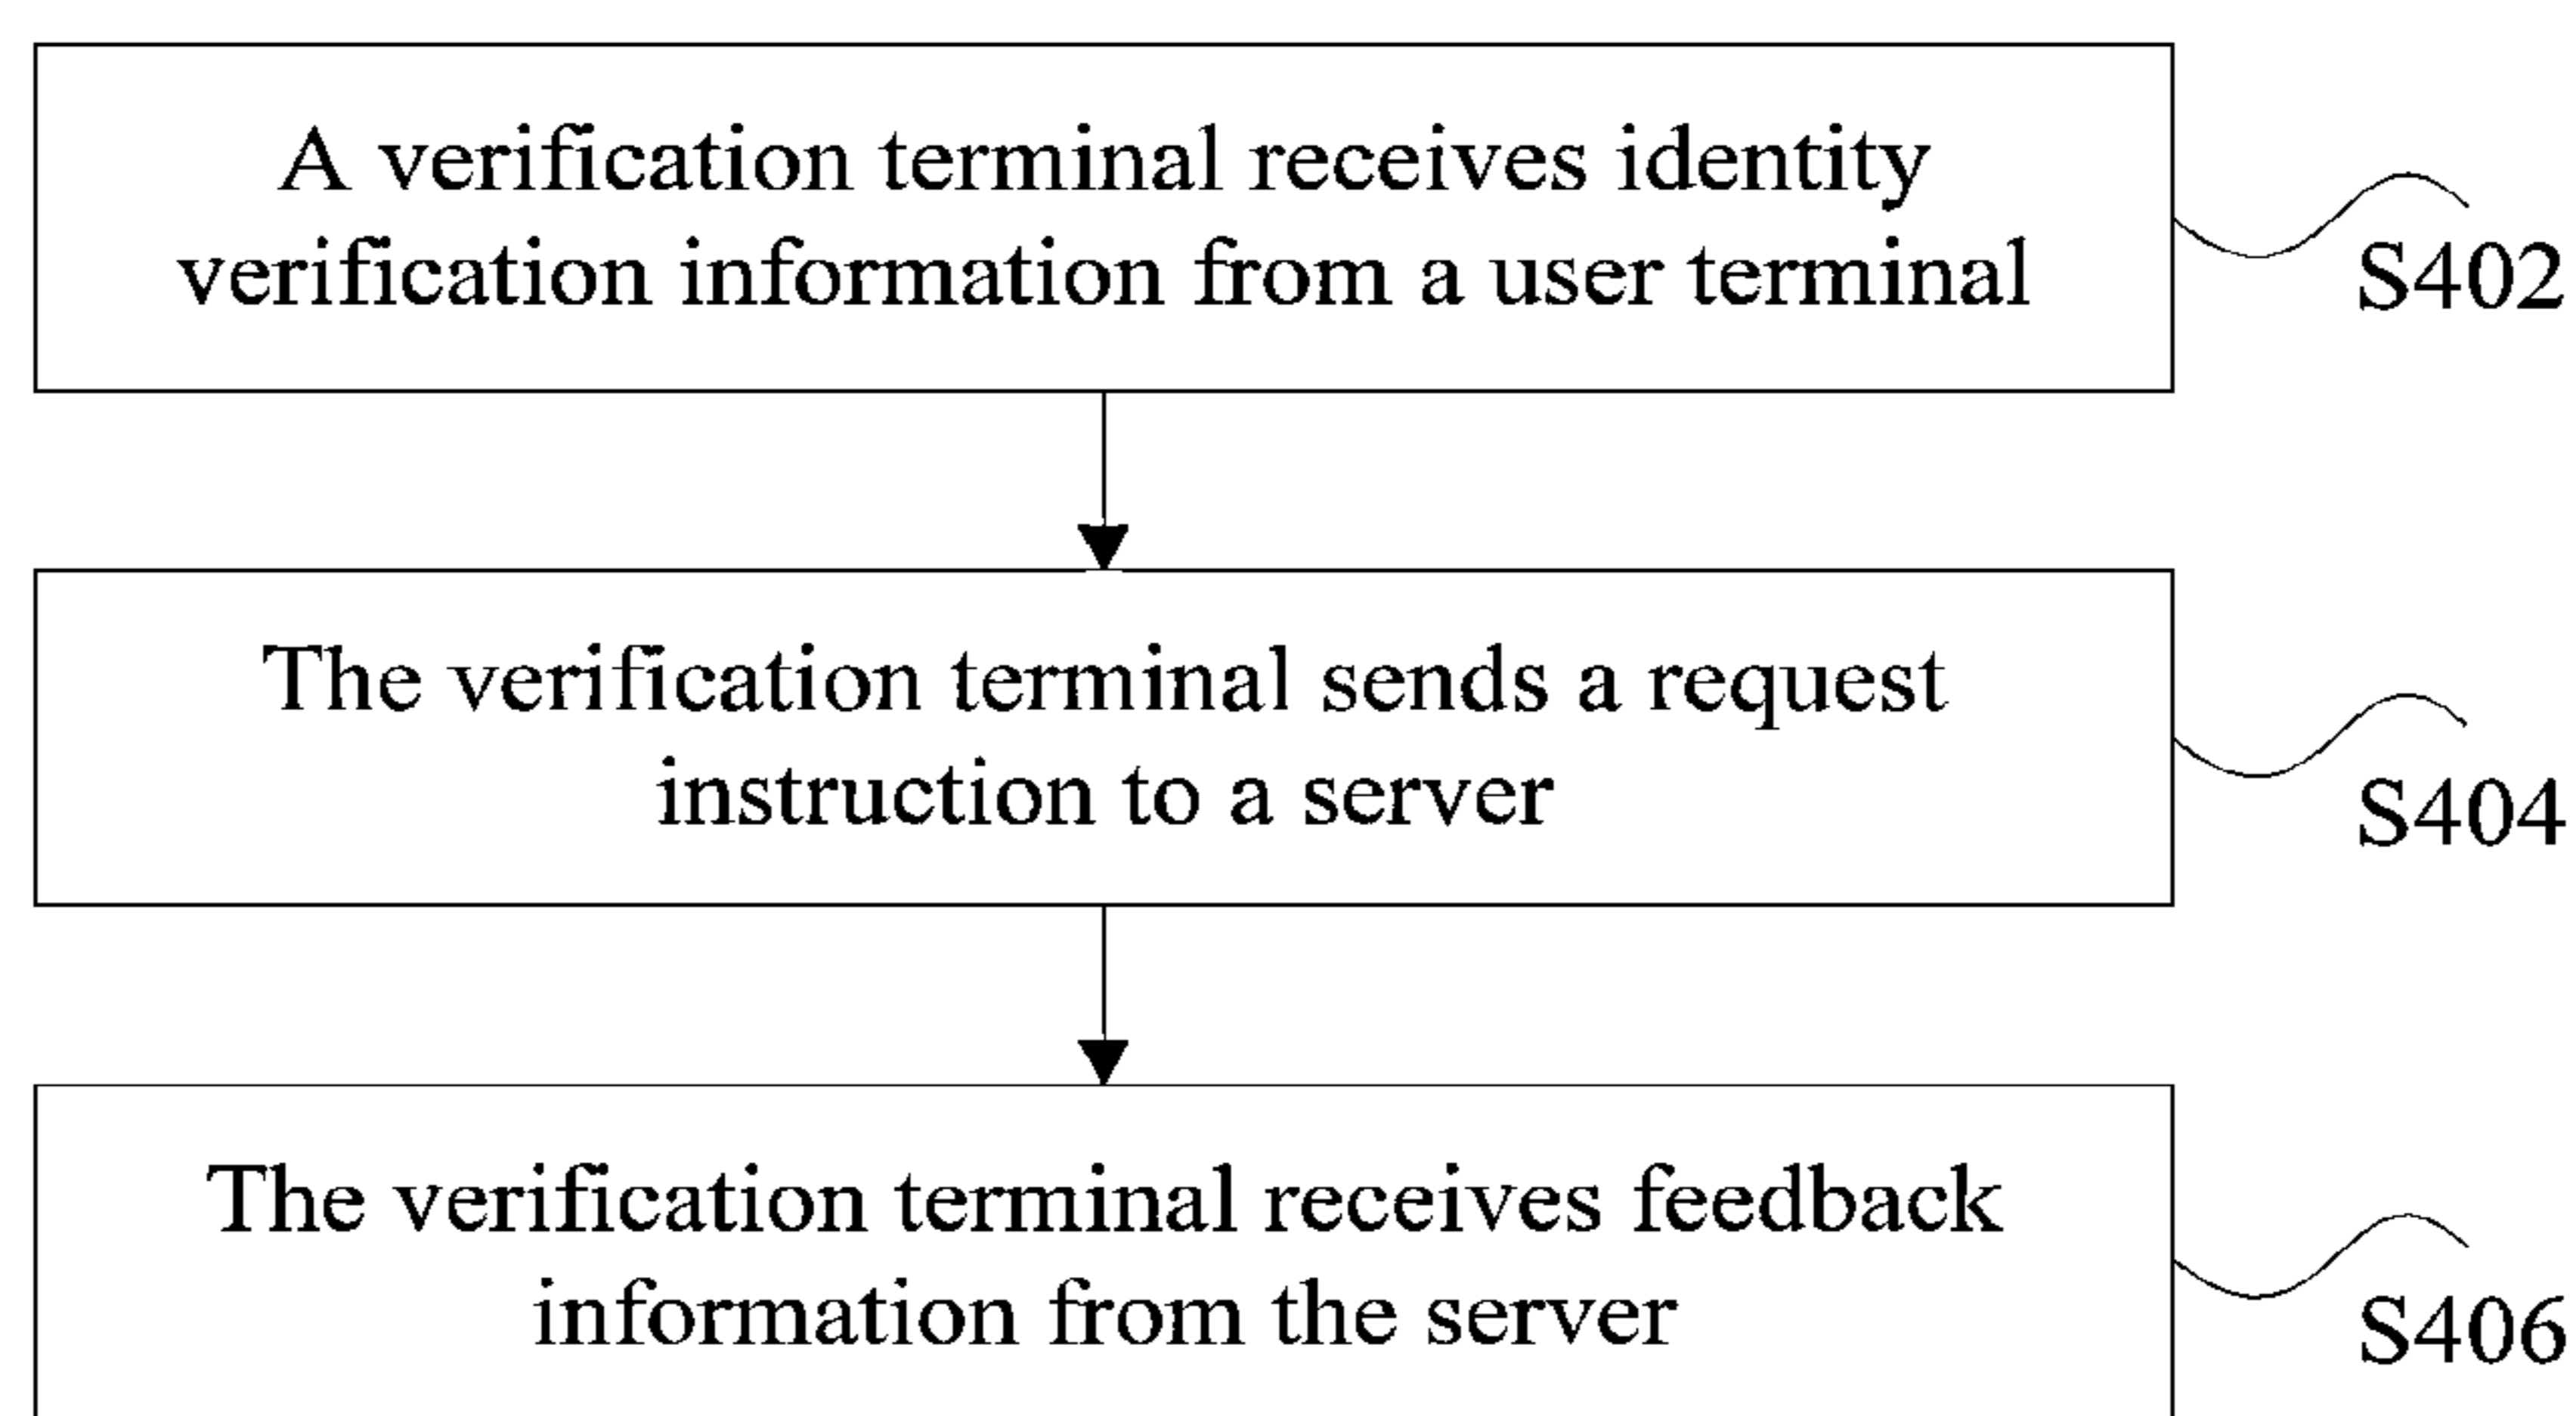 A verification terminal receives identity
verification information from a user terminal
S402
The verification terminal sends a request
instruction to a server
S404
The verification terminal receives feedback
information from the server
S406